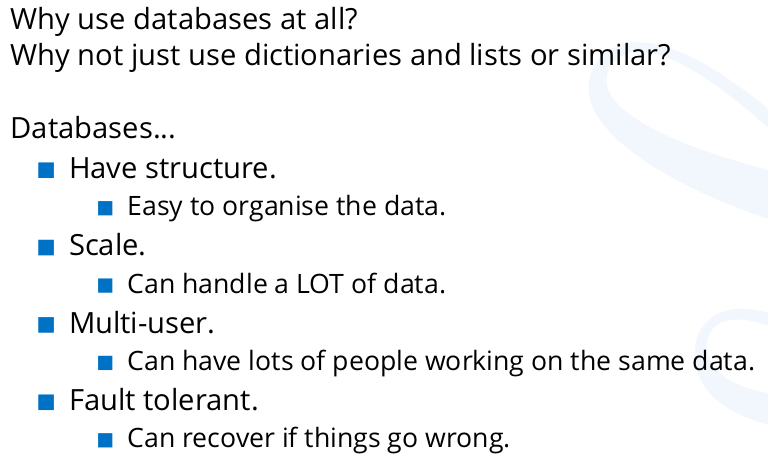 Why use databases at all?
Why not just use dictionaries and lists or similar?
Databases...
Have structure.
Easy to organise the data.
Scale.
Can handle a LOT of data.
Multi-user.
Can have lots of people working on the same data.
Fault tolerant.
Can recover if things go wrong.